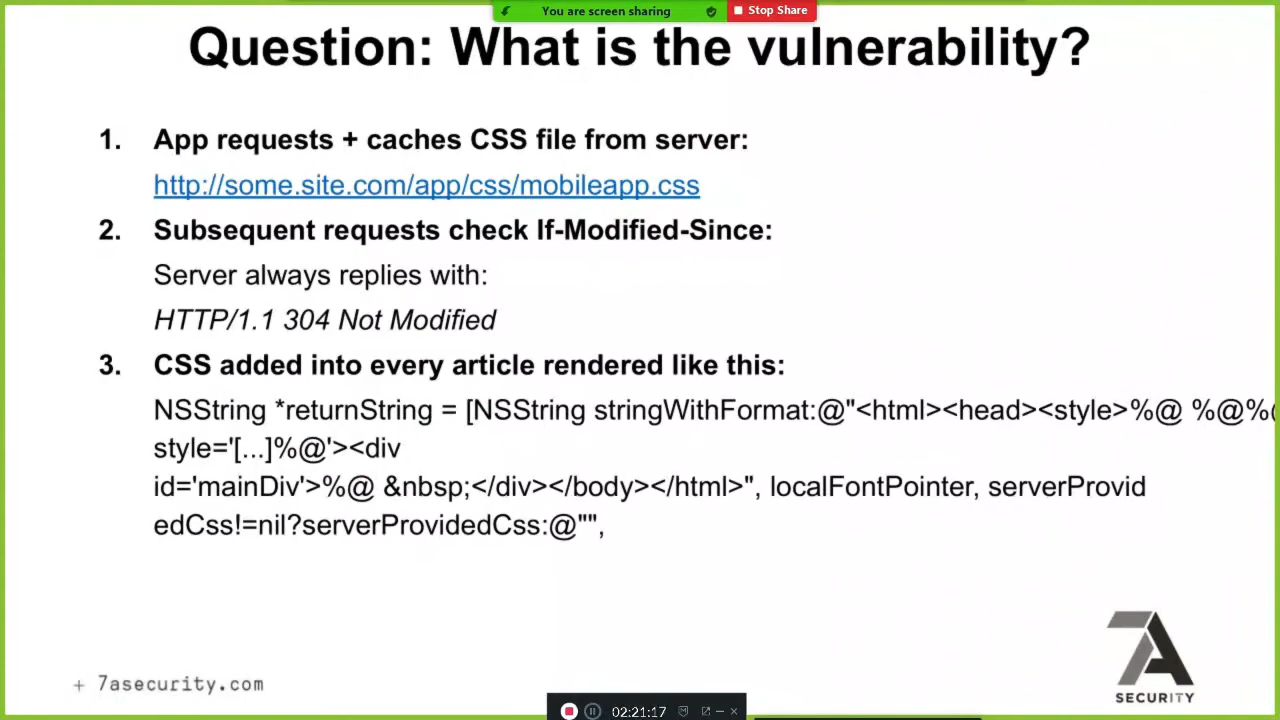 You are screen sharing
Stop Share
Question: What is the vulnerability?
1. App requests + caches CSS file from server:
http://some.site.com/app/css/mobileapp.css
2. Subsequent requests check If-Modified-Since:
Server always replies with:
HTTP/1.1 304 Not Modified
3. CSS added into every article rendered like this:
NSString *returnString = [NSString stringWithFormat:@"<html><head><style>%@ %@%@
style='[...]%@'><div
id='mainDiv'>%@ &nbsp;</div></body></html>", localFontPointer, serverProvid
edCss!=nil?serverProvidedCss:@"",
+ 7asecurity.com
7A
SECURITY
02:21:17